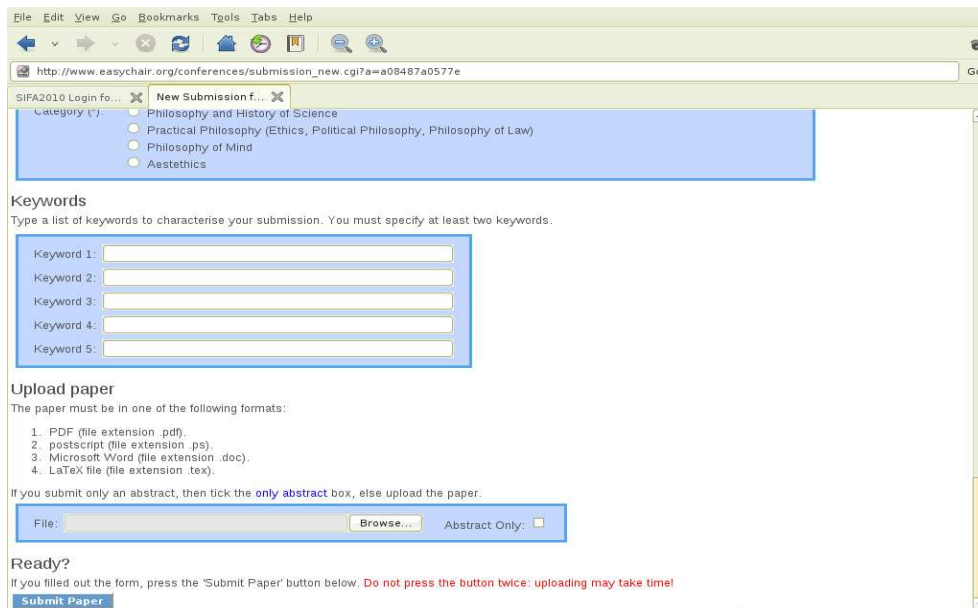 File Edit View Go Bookmarks Tools Tabs Help
http://www.easychair.org/conferences/submission_new.cgi?a=a08487a0577e
SIFA2010 Login fo... New Submission f...
Category (*): Philosophy and History of Science
Practical Philosophy (Ethics, Political Philosophy, Philosophy of Law)
Philosophy of Mind
Aestethics
Keywords
Type a list of keywords to characterise your submission. You must specify at least two keywords.
Keyword 1:
Keyword 2:
Keyword 3:
Keyword 4:
Keyword 5:
Upload paper
The paper must be in one of the following formats:
1. PDF (file extension .pdf).
2. postscript (file extension .ps).
3. Microsoft Word (file extension .doc).
4. LaTeX file (file extension .tex).
If you submit only an abstract, then tick the only abstract box, else upload the paper.
File: Browse... Abstract Only:
Ready?
If you filled out the form, press the 'Submit Paper' button below. Do not press the button twice: uploading may take time!
Submit Paper